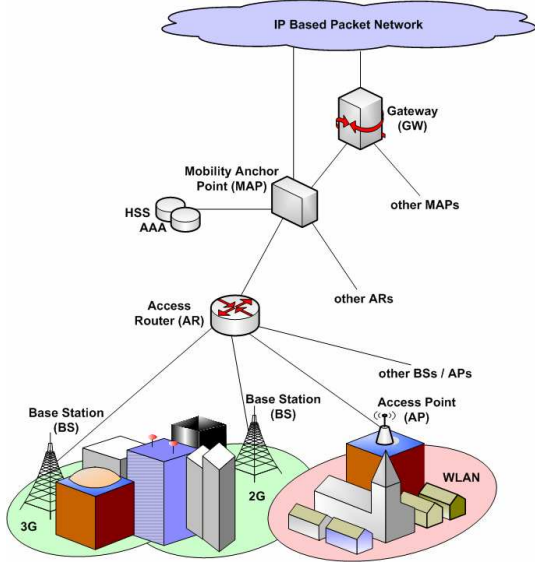 IP Based Packet Network
Gateway
(GW)
Mobility Anchor
Point (MAP)
other MAPs
HSS
AAA
other ARs
Access
Router (AR)
other BSs / APs
Base Station
(BS)
Base Station
(BS)
Access Point
(AP)
WLAN
2G
3G